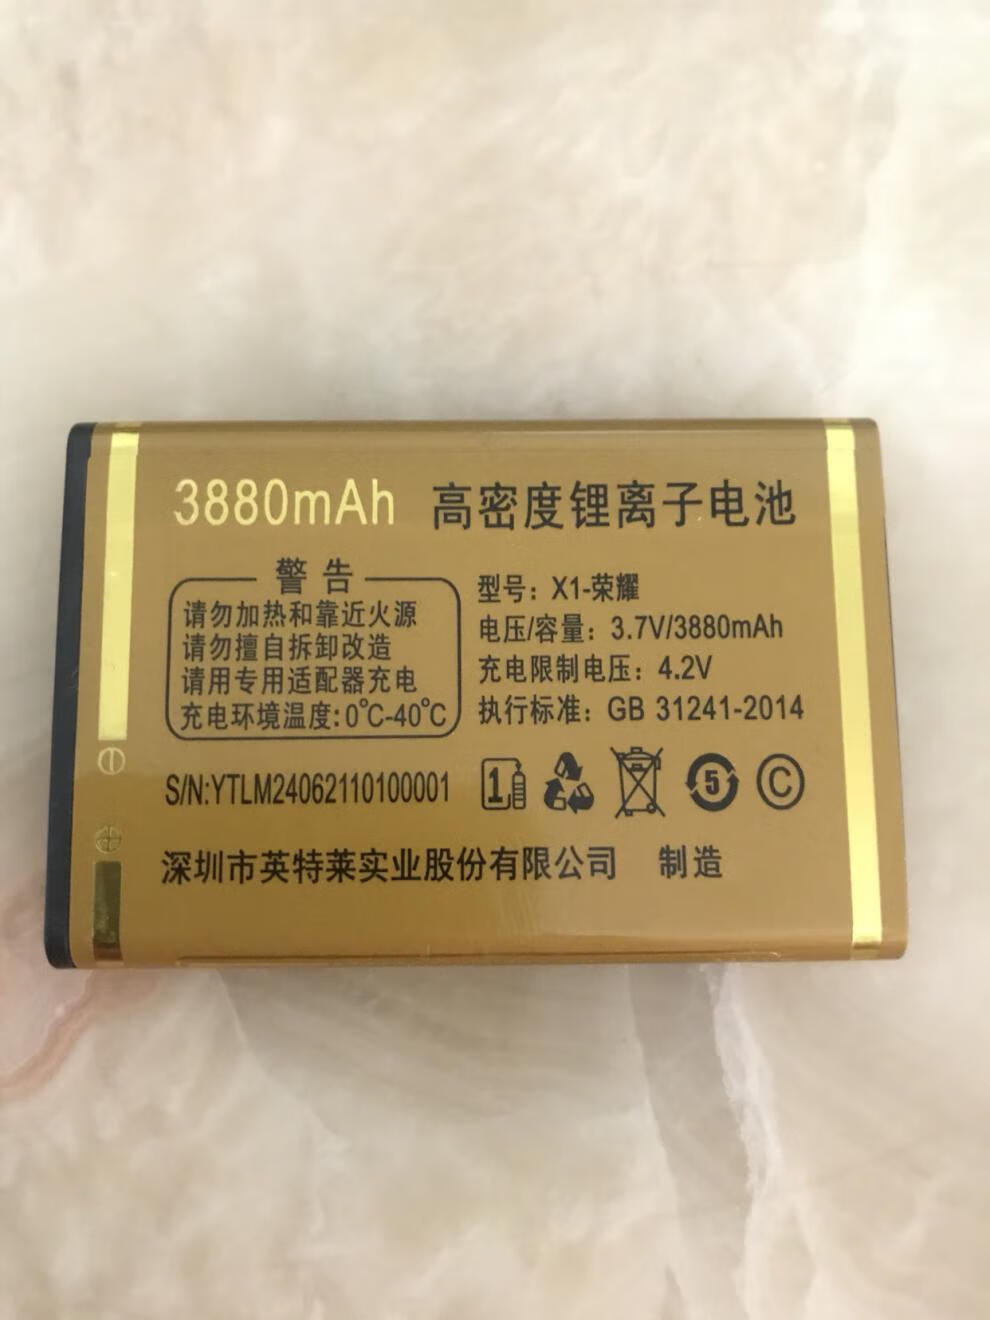 3880mAh 高密度锂离子电池
警告
请勿加热和靠近火源
请勿擅自拆卸改造
请用专用适配器充电
充电环境温度:0℃-40℃
型号：X1-荣耀
电压/容量：3.7V/3880mAh
充电限制电压：4.2V
执行标准：GB 31241-2014
S/N:YTLM24062110100001
1
5
C
深圳市英特莱实业股份有限公司 制造